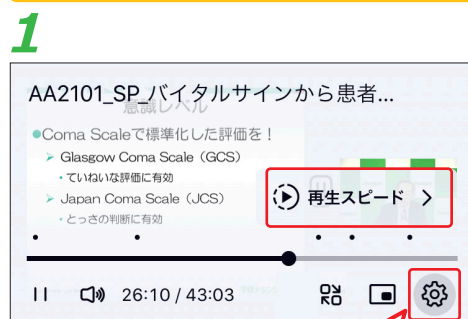 1
AA2101_SP_バイタルサインから患者...
意識レベル
●Coma Scaleで標準化した評価を！
➢ Glasgow Coma Scale（GCS）
・ていねいな評価に有効
➢ Japan Coma Scale（JCS）
・とっさの判断に有効
再生スピード
26:10 / 43:03